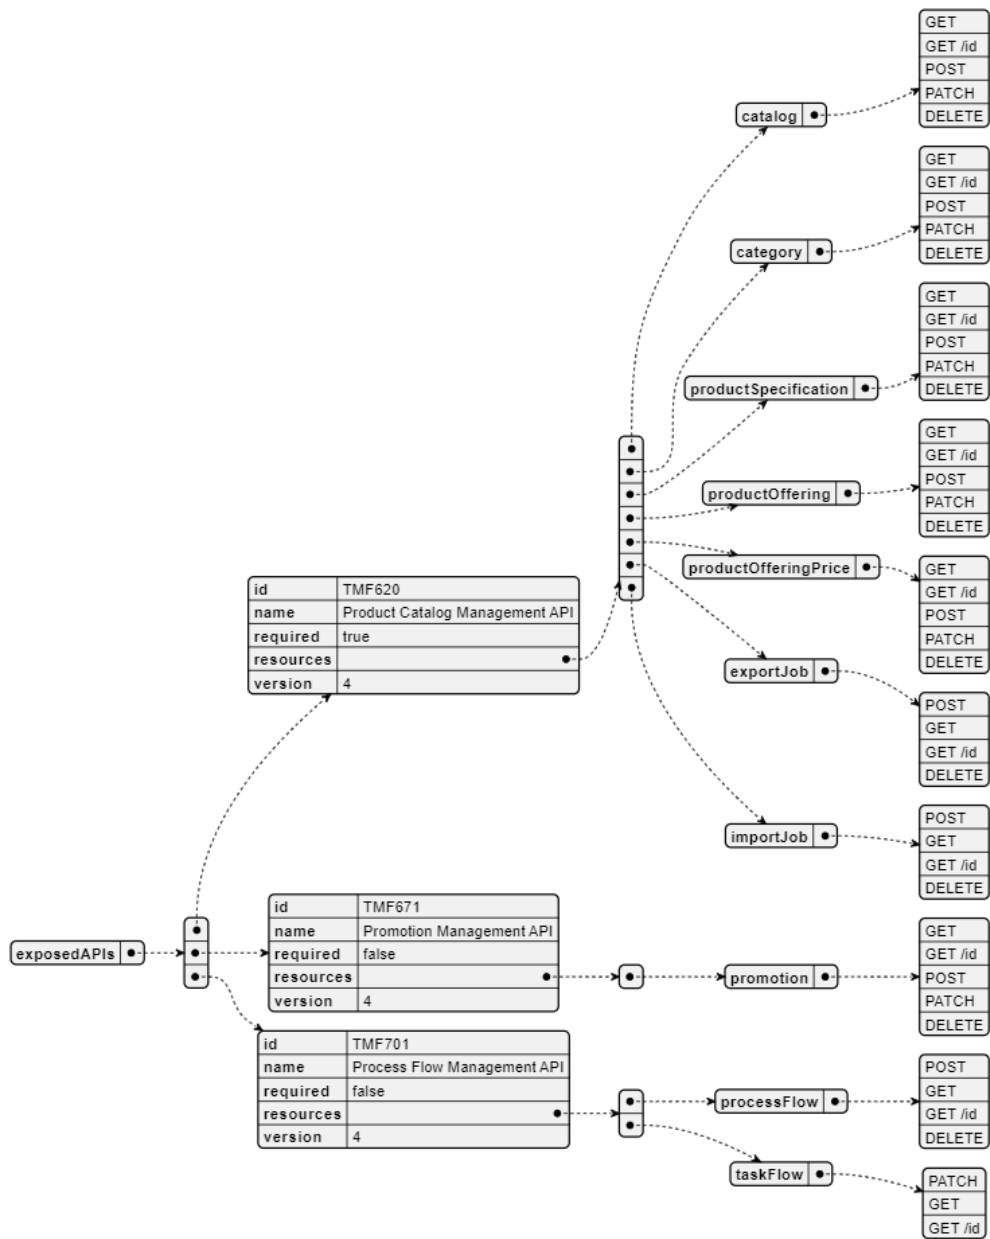 exposedAPIs
id TMF620
name Product Catalog Management API
required true
resources
version 4
catalog
GET
GET /id
POST
PATCH
DELETE
category
GET
GET /id
POST
PATCH
DELETE
productSpecification
GET
GET /id
POST
PATCH
DELETE
productOffering
GET
GET /id
POST
PATCH
DELETE
productOfferingPrice
GET
GET /id
POST
PATCH
DELETE
exportJob
POST
GET
GET /id
DELETE
importJob
POST
GET
GET /id
DELETE
id TMF671
name Promotion Management API
required false
resources
version 4
promotion
GET
GET /id
POST
PATCH
DELETE
id TMF701
name Process Flow Management API
required false
resources
version 4
processFlow
POST
GET
GET /id
DELETE
taskFlow
PATCH
GET
GET /id